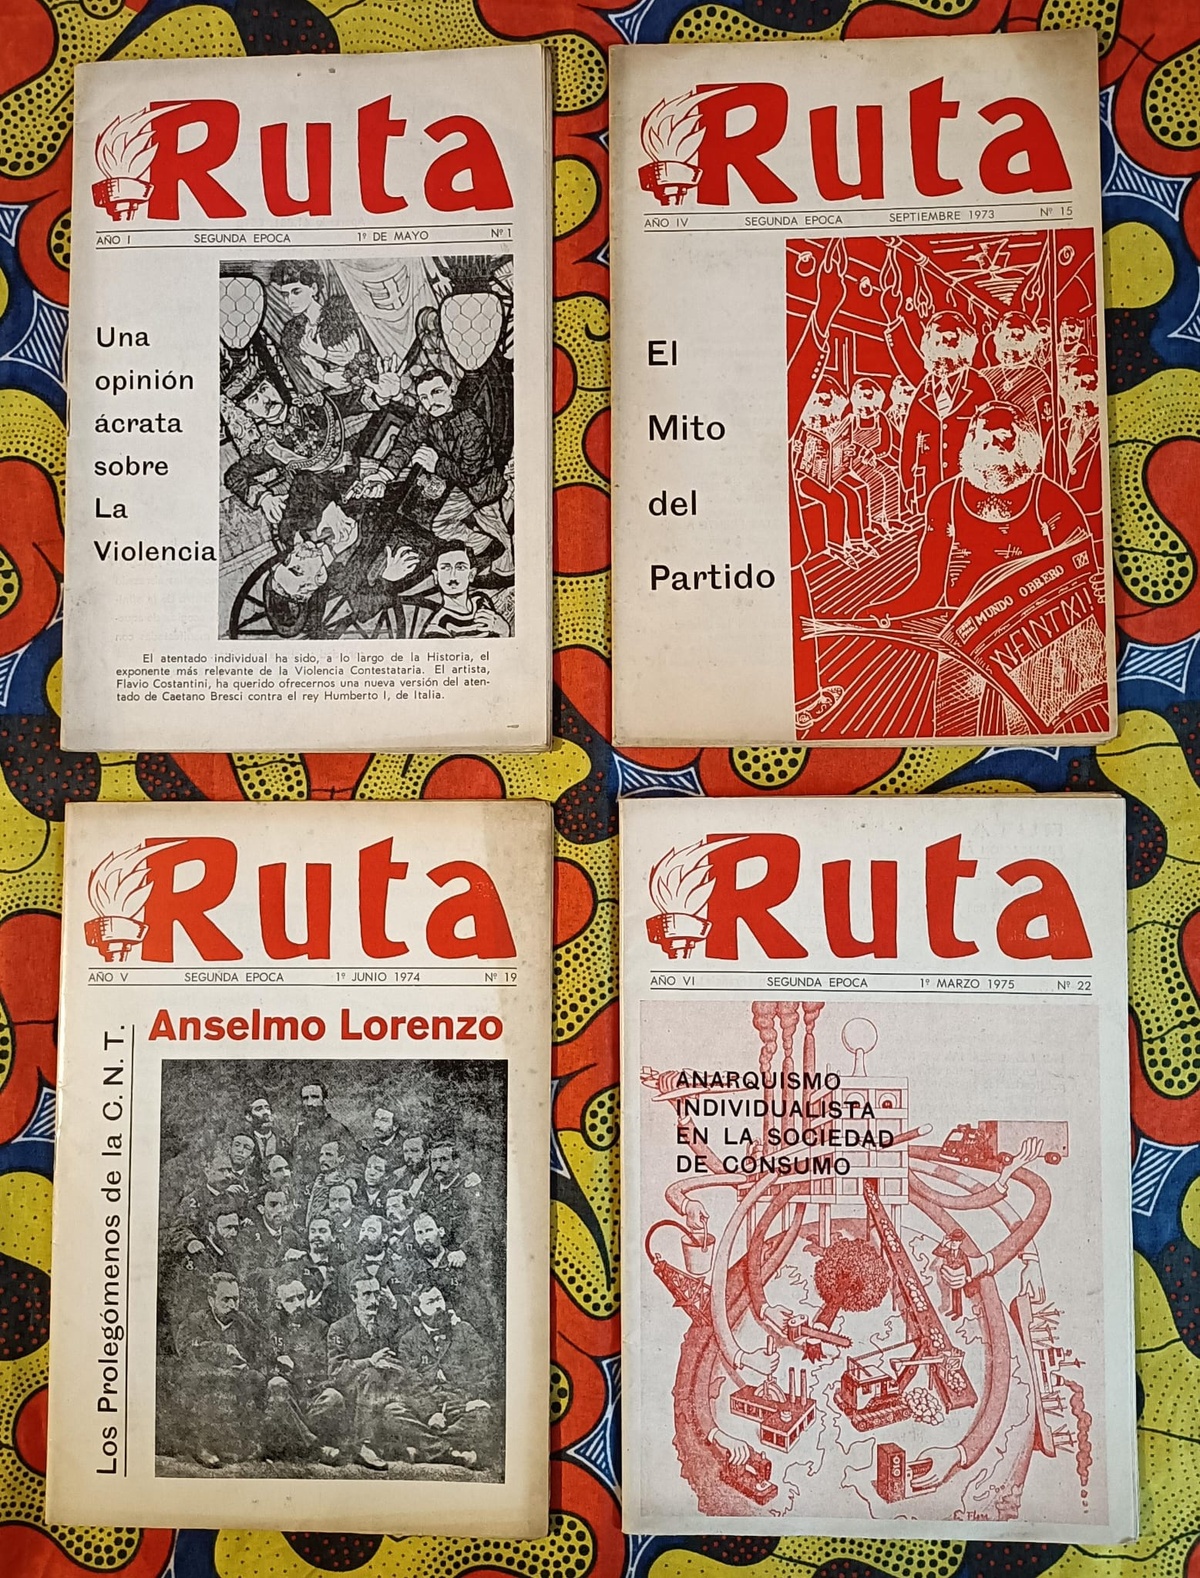 Ruta
AÑO I SEGUNDA EPOCA 1º DE MAYO Nº 1
Una
opinión
ácrata
sobre
La
Violencia
El atentado individual ha sido, a lo largo de la Historia, el
exponente más relevante de la Violencia Contestataria. El artista,
Flavio Costantini, ha querido ofrecernos una nueva versión del aten-
tado de Caetano Bresci contra el rey Humberto I, de Italia.
Ruta
AÑO IV SEGUNDA EPOCA SEPTIEMBRE 1973 Nº 15
El
Mito
del
Partido
MUNDO OBRERO
Ruta
AÑO V SEGUNDA EPOCA 1º JUNIO 1974 Nº 19
Anselmo Lorenzo
Los Prolegómenos de la C. N. T.
Ruta
AÑO VI SEGUNDA EPOCA 1º MARZO 1975 Nº 22
ANARQUISMO
INDIVIDUALISTA
EN LA SOCIEDAD
DE CONSUMO